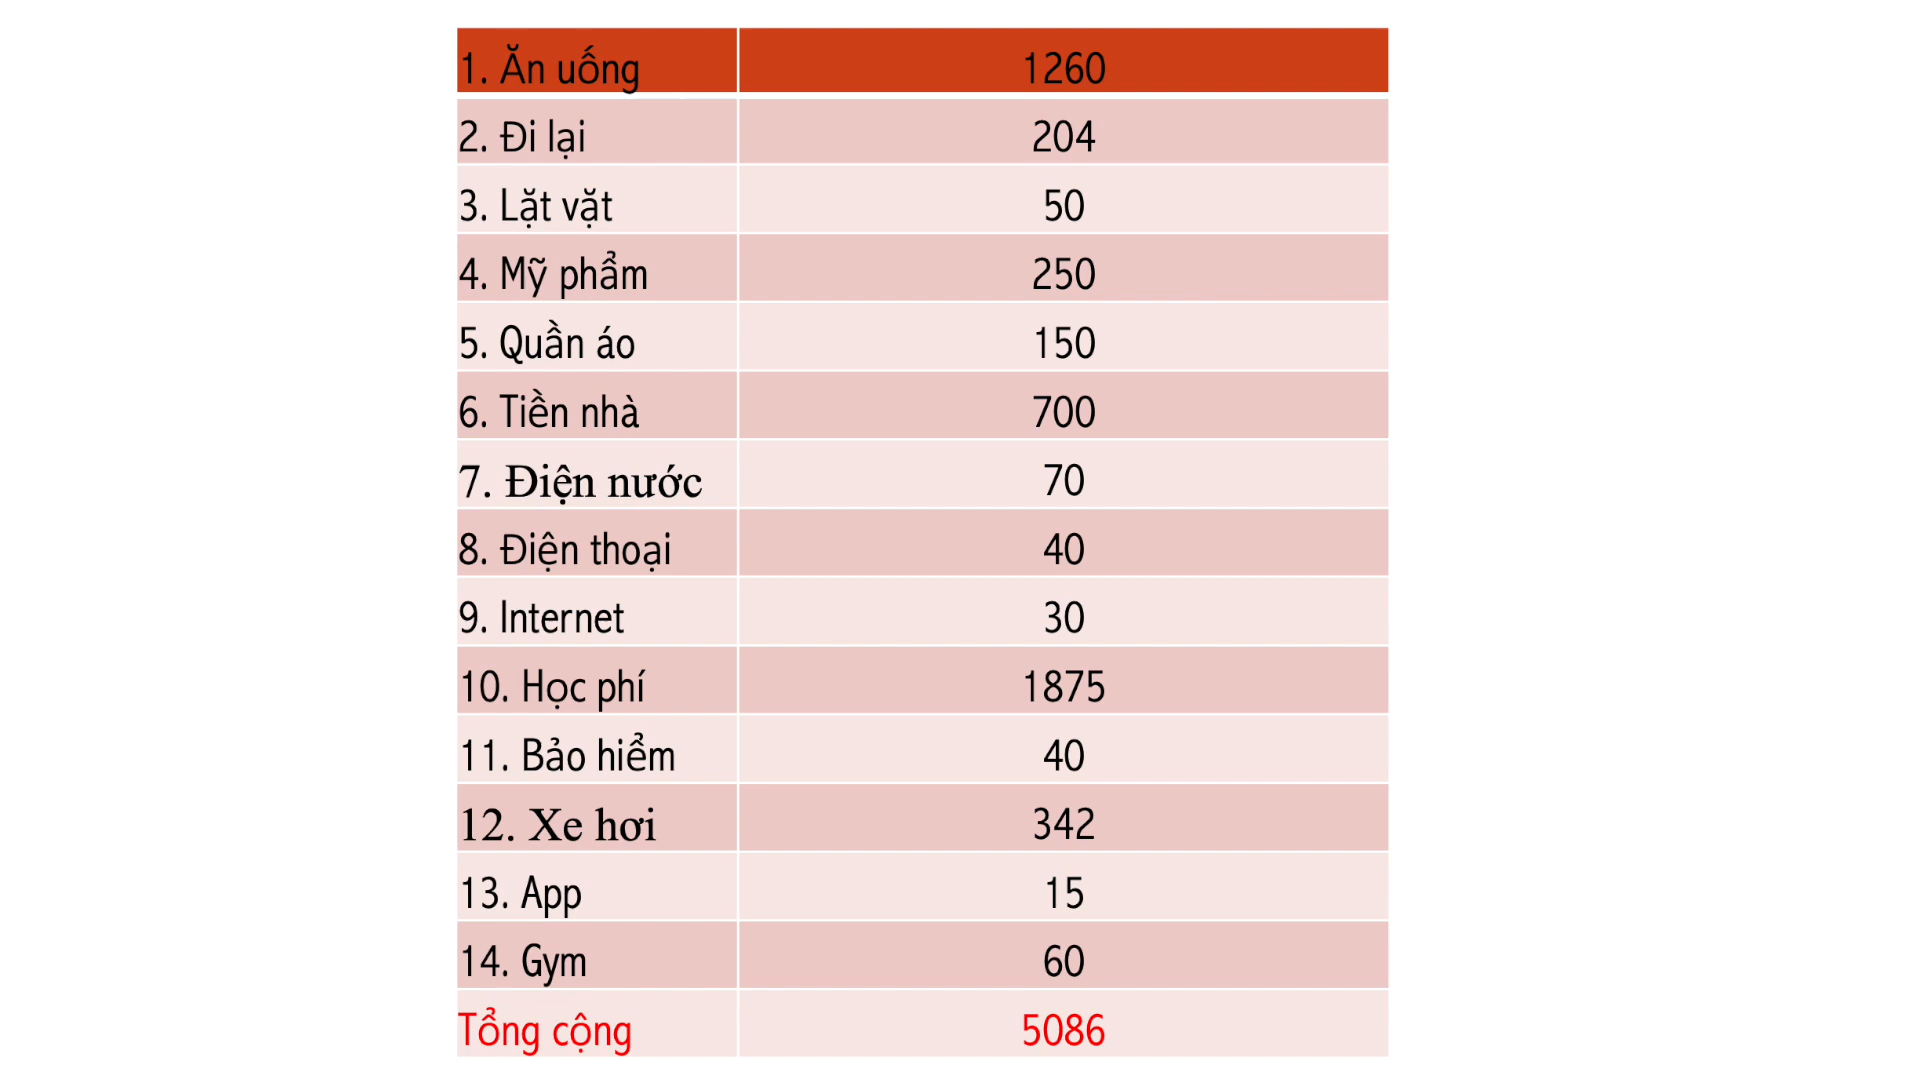 1. Ăn uống 1260
2. Đi lại 204
3. Lặt vặt 50
4. Mỹ phẩm 250
5. Quần áo 150
6. Tiền nhà 700
7. Điện nước 70
8. Điện thoại 40
9. Internet 30
10. Học phí 1875
11. Bảo hiểm 40
12. Xe hơi 342
13. App 15
14. Gym 60
Tổng cộng 5086